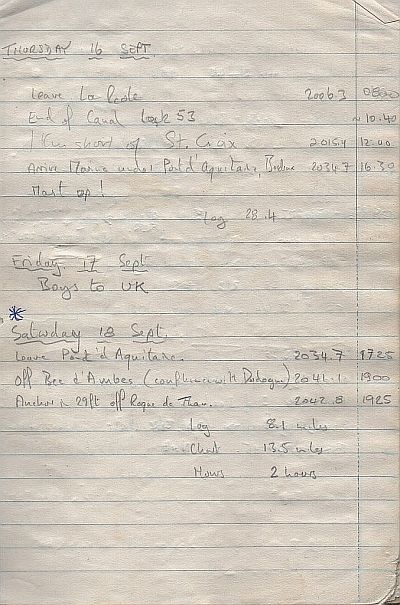 THURSDAY 16 SEPT.
Leave La Reole 2006.3 0800
End of Canal Lock 53 ~ 10.40
1 Km short of St. Croix 2015.4 12.00
Arrive Marina under Pont d'Aquitaine, 2034.7 16.30
Mast up!
Log 28.4
Friday 17 Sept
Boys to UK
*
Saturday 18 Sept.
Leave Pont d'Aquitaine. 2034.7 1725
Off Bec d'Ambes (confluence with Dordogne) 2041.1 1900
Anchor in 29ft off Roque de Thau. 2042.8 1925
Log 8.1 miles
Chart 13.5 miles
Hours 2 hours